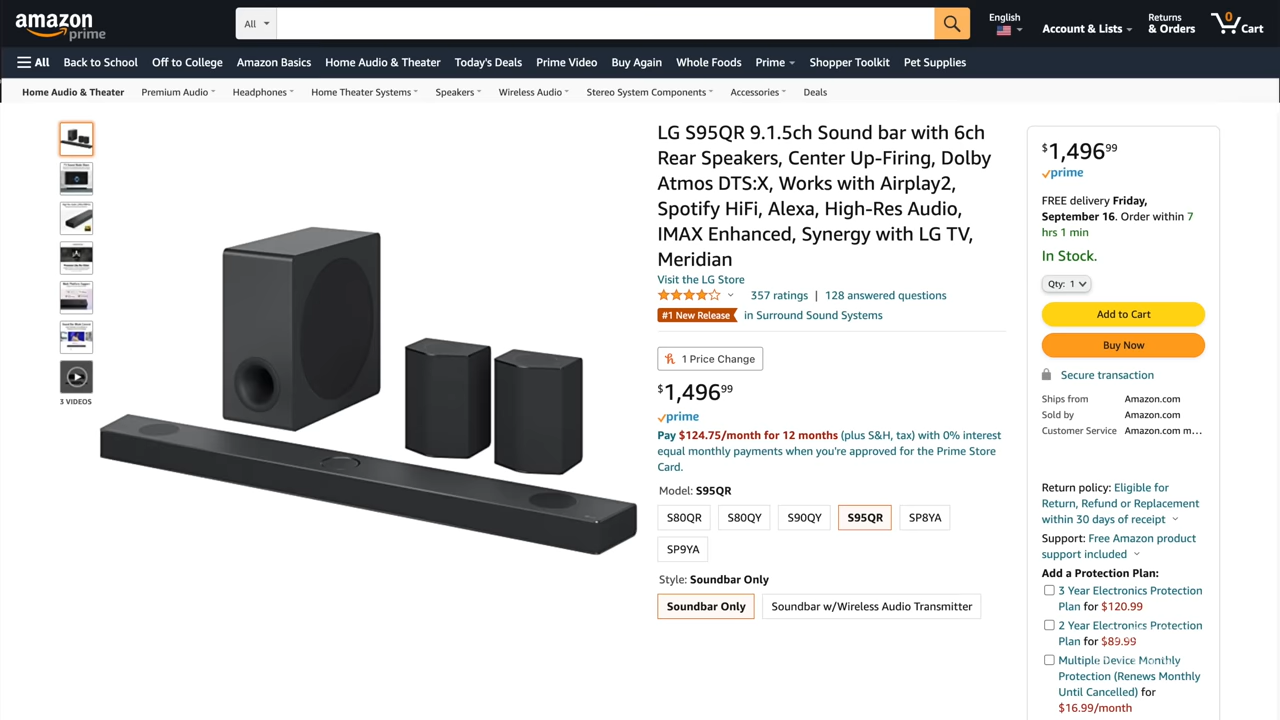 amazon
prime
All
English
Account & Lists
Returns
& Orders
0
Cart
All
Back to School
Off to College
Amazon Basics
Home Audio & Theater
Today's Deals
Prime Video
Buy Again
Whole Foods
Prime
Shopper Toolkit
Pet Supplies
Home Audio & Theater
Premium Audio
Headphones
Home Theater Systems
Speakers
Wireless Audio
Stereo System Components
Accessories
Deals
3 VIDEOS
LG S95QR 9.1.5ch Sound bar with 6ch
Rear Speakers, Center Up-Firing, Dolby
Atmos DTS:X, Works with Airplay2,
Spotify HiFi, Alexa, High-Res Audio,
IMAX Enhanced, Synergy with LG TV,
Meridian
Visit the LG Store
357 ratings | 128 answered questions
#1 New Release in Surround Sound Systems
1 Price Change
$1,496 99
prime
Pay $124.75/month for 12 months (plus S&H, tax) with 0% interest
equal monthly payments when you're approved for the Prime Store
Card.
Model: S95QR
S80QR
S80QY
S90QY
S95QR
SP8YA
SP9YA
Style: Soundbar Only
Soundbar Only
Soundbar w/Wireless Audio Transmitter
$1,496 99
prime
FREE delivery Friday,
September 16. Order within 7
hrs 1 min
In Stock.
Qty: 1
Add to Cart
Buy Now
Secure transaction
Ships from Amazon.com
Sold by Amazon.com
Customer Service Amazon.com m...
Return policy: Eligible for
Return, Refund or Replacement
within 30 days of receipt
Support: Free Amazon product
support included
Add a Protection Plan:
3 Year Electronics Protection
Plan for $120.99
2 Year Electronics Protection
Plan for $89.99
Multiple Device Monthly
Protection (Renews Monthly
Until Cancelled) for
$16.99/month